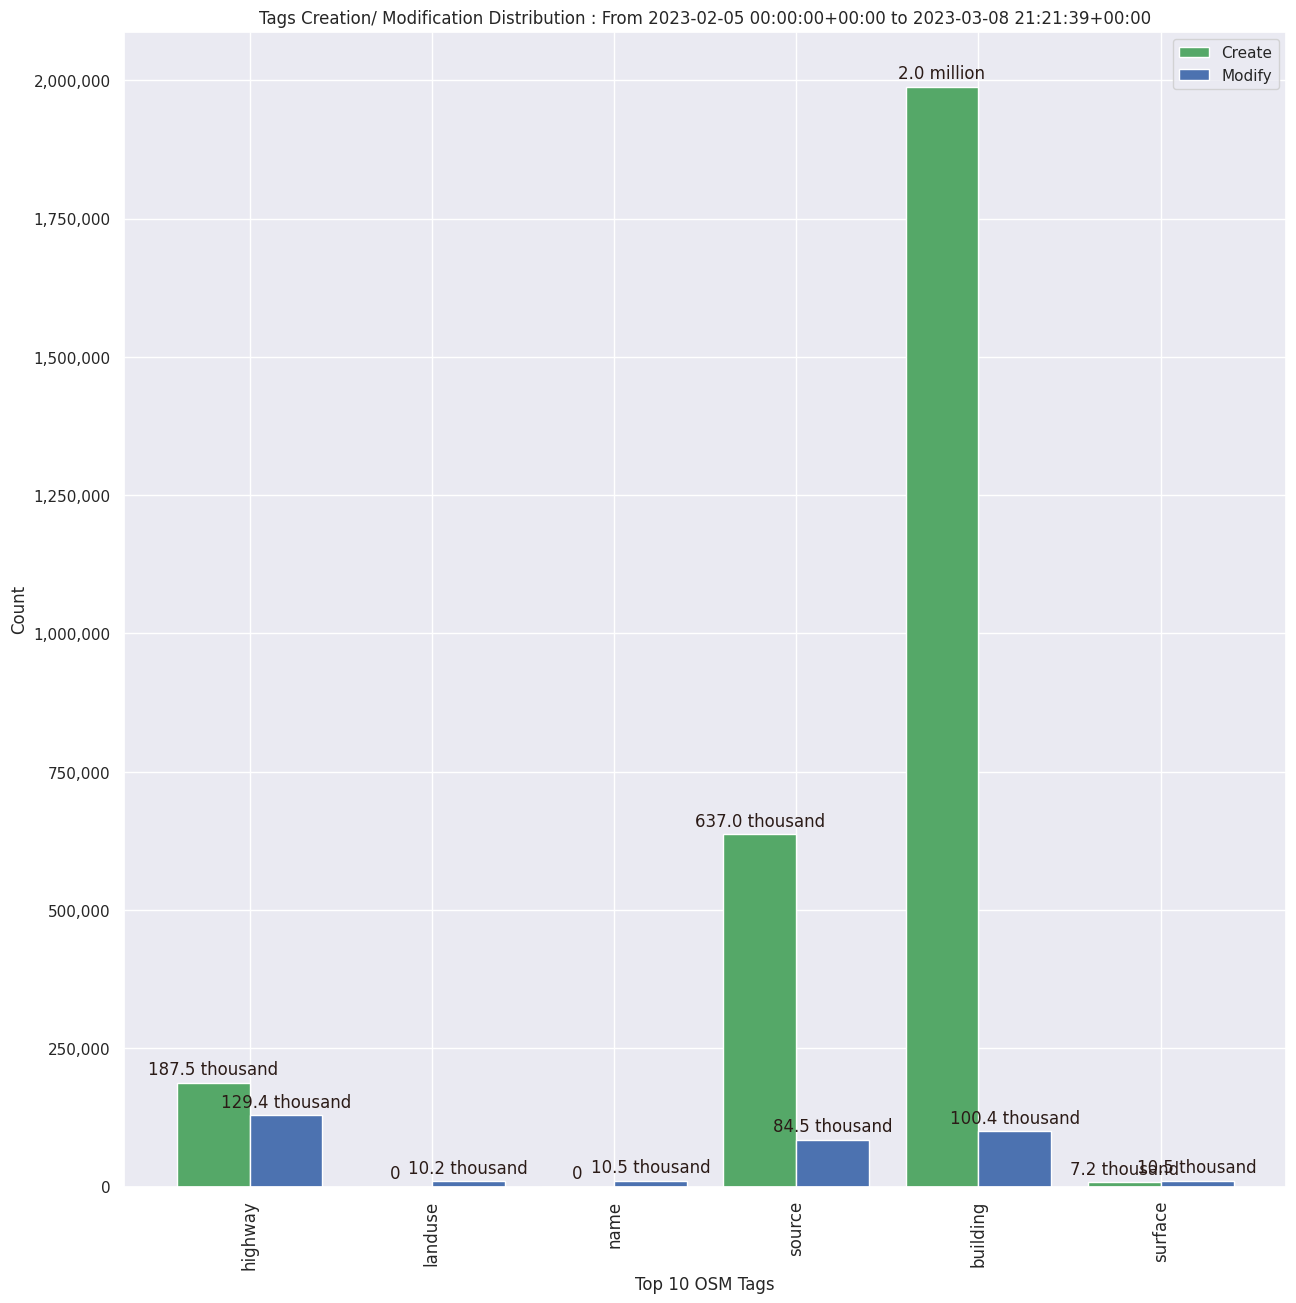 Tags Creation/ Modification Distribution : From 2023-02-05 00:00:00+00:00 to 2023-03-08 21:21:39+00:00
Create
Modify
2,000,000
1,750,000
1,500,000
1,250,000
1,000,000
750,000
500,000
250,000
0
Count
187.5 thousand
129.4 thousand
0
10.2 thousand
0
10.5 thousand
637.0 thousand
84.5 thousand
2.0 million
100.4 thousand
7.2 thousand
10.5 thousand
highway
landuse
name
source
building
surface
Top 10 OSM Tags